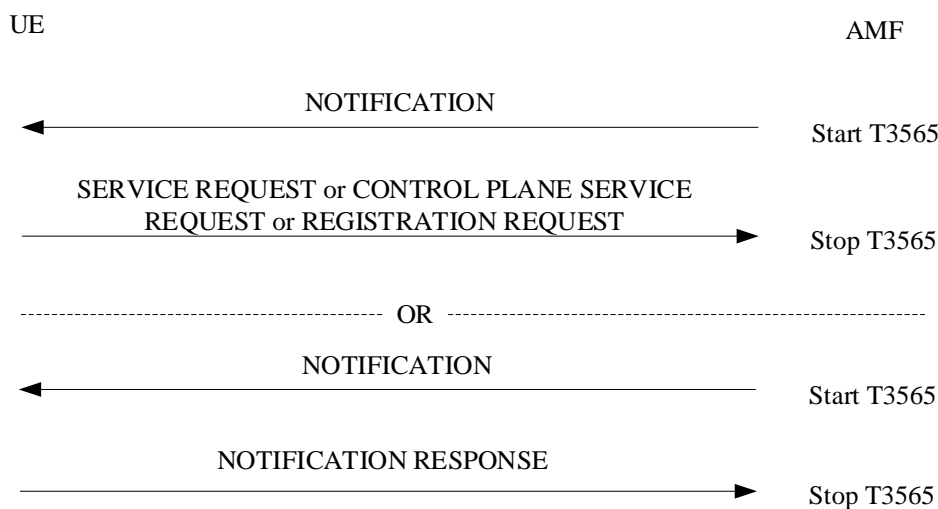 UE
AMF
NOTIFICATION
Start T3565
SERVICE REQUEST or CONTROL PLANE SERVICE
REQUEST or REGISTRATION REQUEST
Stop T3565
OR
NOTIFICATION
Start T3565
NOTIFICATION RESPONSE
Stop T3565